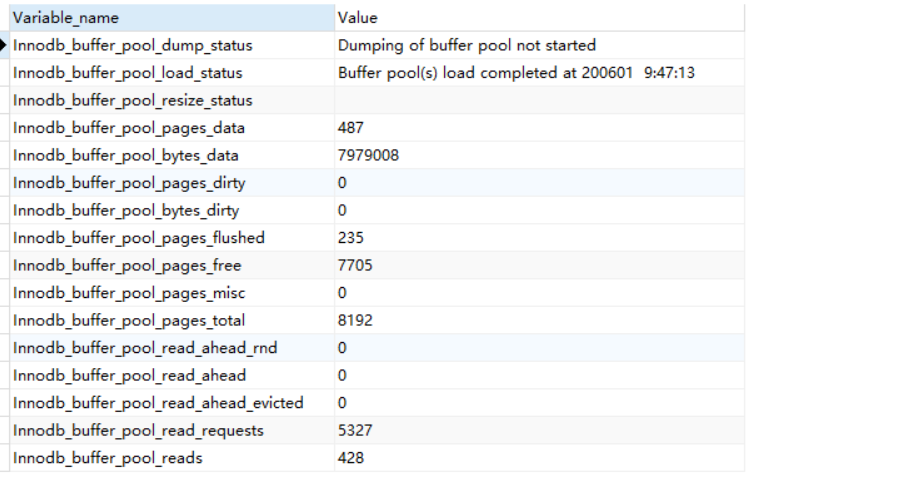 Variable_name Value
Innodb_buffer_pool_dump_status Dumping of buffer pool not started
Innodb_buffer_pool_load_status Buffer pool(s) load completed at 200601  9:47:13
Innodb_buffer_pool_resize_status
Innodb_buffer_pool_pages_data 487
Innodb_buffer_pool_bytes_data 7979008
Innodb_buffer_pool_pages_dirty 0
Innodb_buffer_pool_bytes_dirty 0
Innodb_buffer_pool_pages_flushed 235
Innodb_buffer_pool_pages_free 7705
Innodb_buffer_pool_pages_misc 0
Innodb_buffer_pool_pages_total 8192
Innodb_buffer_pool_read_ahead_rnd 0
Innodb_buffer_pool_read_ahead 0
Innodb_buffer_pool_read_ahead_evicted 0
Innodb_buffer_pool_read_requests 5327
Innodb_buffer_pool_reads 428